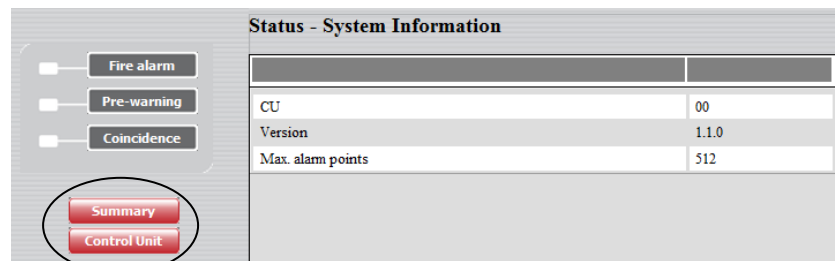 Status - System Information
Fire alarm
Pre-warning
Coincidence
CU 00
Version 1.1.0
Max. alarm points 512
Summary
Control Unit